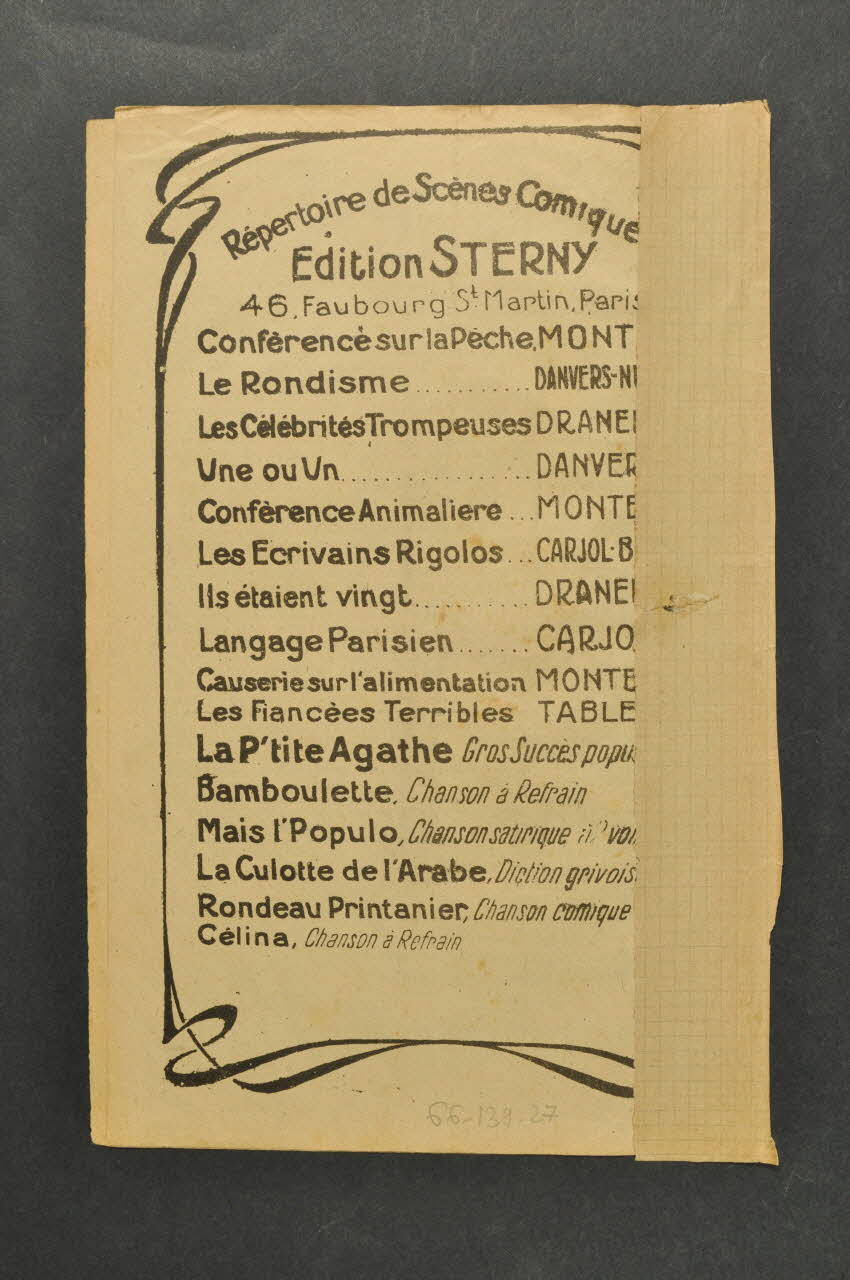 Répertoire de Scènes Comique
Edition STERNY
46, Faubourg St Martin, Paris
Conférence sur la Pêche, MONT
Le Rondisme........... DANVERS-NI
Les Célébrités Trompeuses DRANE
Une ou Un.................. DANVER
Conférence Animaliere ... MONTE
Les Ecrivains Rigolos ... CARJOL-B
Ils étaient vingt........... DRANE
Langage Parisien....... CARJO
Causerie sur l'alimentation MONTE
Les Fiancées Terribles TABLE
La P'tite Agathe Gros Succès popu
Bamboulette, Chanson à Refrain
Mais l'Populo, Chanson satirique à voi
La Culotte de l'Arabe, Diction grivois
Rondeau Printanier, Chanson comique
Célina, Chanson à Refrain
66-139-27